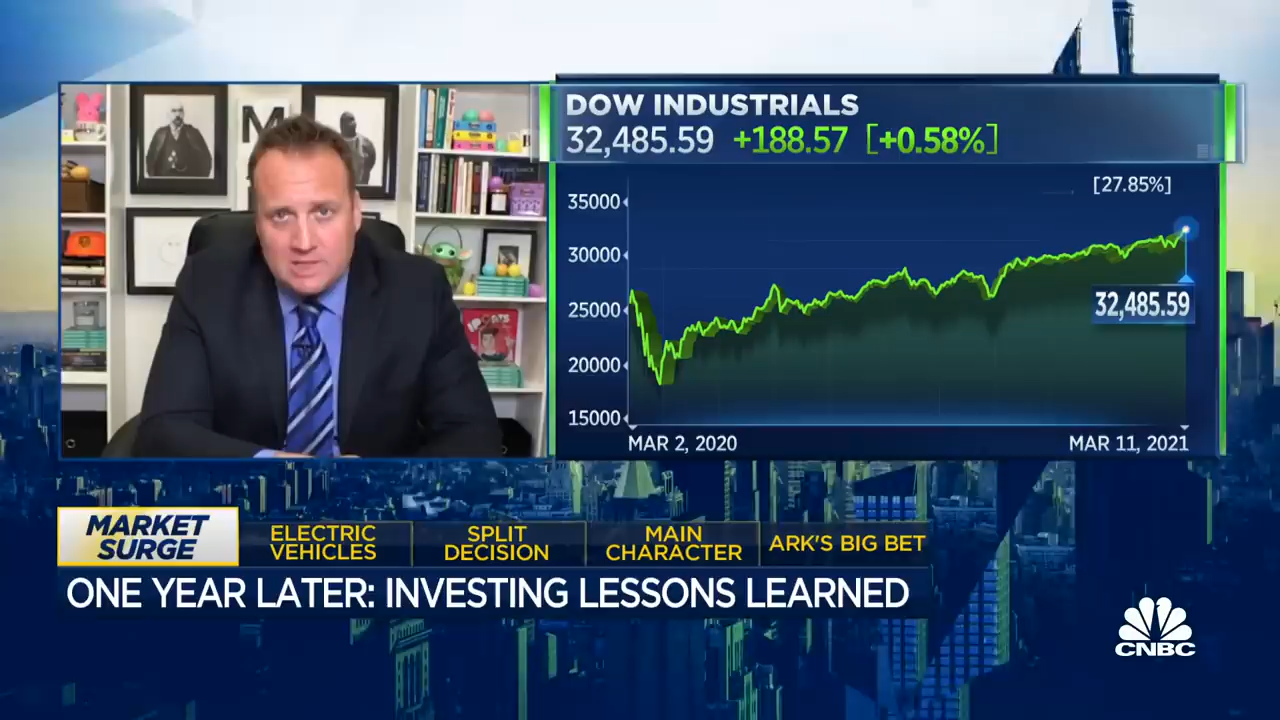 M
DOW INDUSTRIALS
32,485.59 +188.57 [+0.58%]
[27.85%]
35000
30000
25000
20000
15000
32,485.59
MAR 2, 2020
MAR 11, 2021
MARKET
SURGE
ELECTRIC
VEHICLES
SPLIT
DECISION
MAIN
CHARACTER
ARK'S BIG BET
ONE YEAR LATER: INVESTING LESSONS LEARNED
CNBC